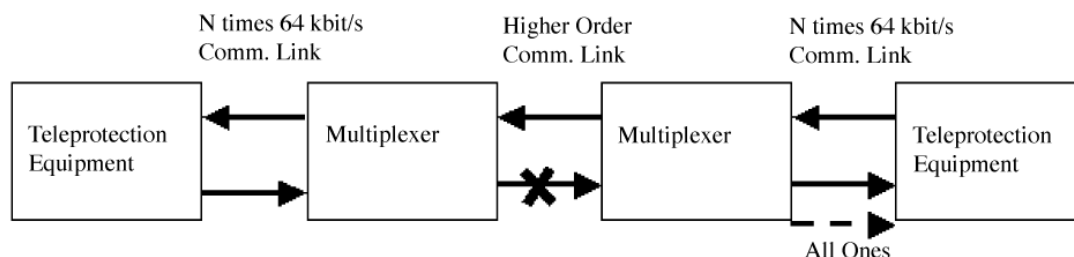 N times 64 kbit/s
Comm. Link
Higher Order
Comm. Link
N times 64 kbit/s
Comm. Link
Teleprotection
Equipment
Multiplexer
Multiplexer
Teleprotection
Equipment
All Ones